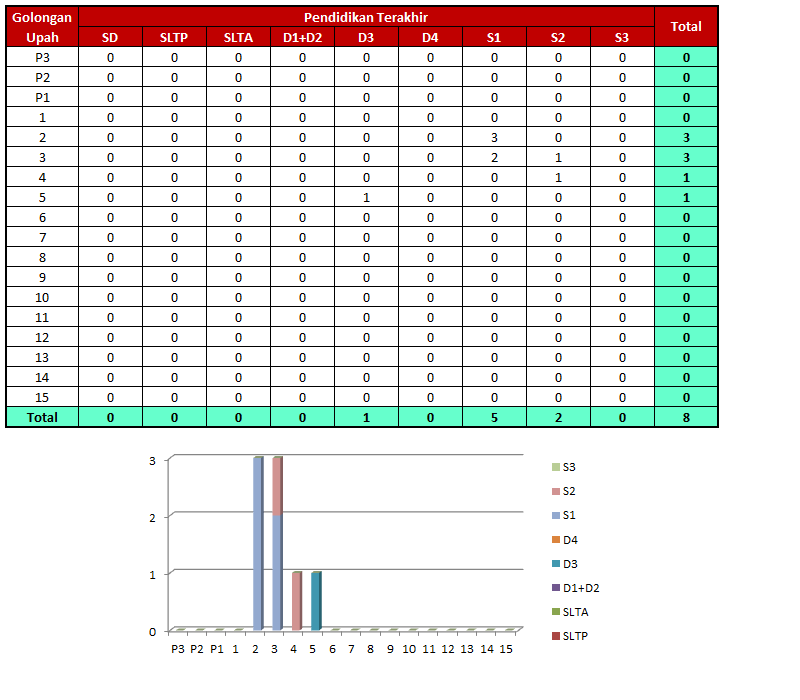 Golongan Upah Pendidikan Terakhir Total
SD SLTP SLTA D1+D2 D3 D4 S1 S2 S3
P3 0 0 0 0 0 0 0 0 0 0
P2 0 0 0 0 0 0 0 0 0 0
P1 0 0 0 0 0 0 0 0 0 0
1 0 0 0 0 0 0 0 0 0 0
2 0 0 0 0 0 0 3 0 0 3
3 0 0 0 0 0 0 2 1 0 3
4 0 0 0 0 0 0 0 1 0 1
5 0 0 0 0 1 0 0 0 0 1
6 0 0 0 0 0 0 0 0 0 0
7 0 0 0 0 0 0 0 0 0 0
8 0 0 0 0 0 0 0 0 0 0
9 0 0 0 0 0 0 0 0 0 0
10 0 0 0 0 0 0 0 0 0 0
11 0 0 0 0 0 0 0 0 0 0
12 0 0 0 0 0 0 0 0 0 0
13 0 0 0 0 0 0 0 0 0 0
14 0 0 0 0 0 0 0 0 0 0
15 0 0 0 0 0 0 0 0 0 0
Total 0 0 0 0 1 0 5 2 0 8
3
2
1
0
P3 P2 P1 1 2 3 4 5 6 7 8 9 10 11 12 13 14 15
S3
S2
S1
D4
D3
D1+D2
SLTA
SLTP